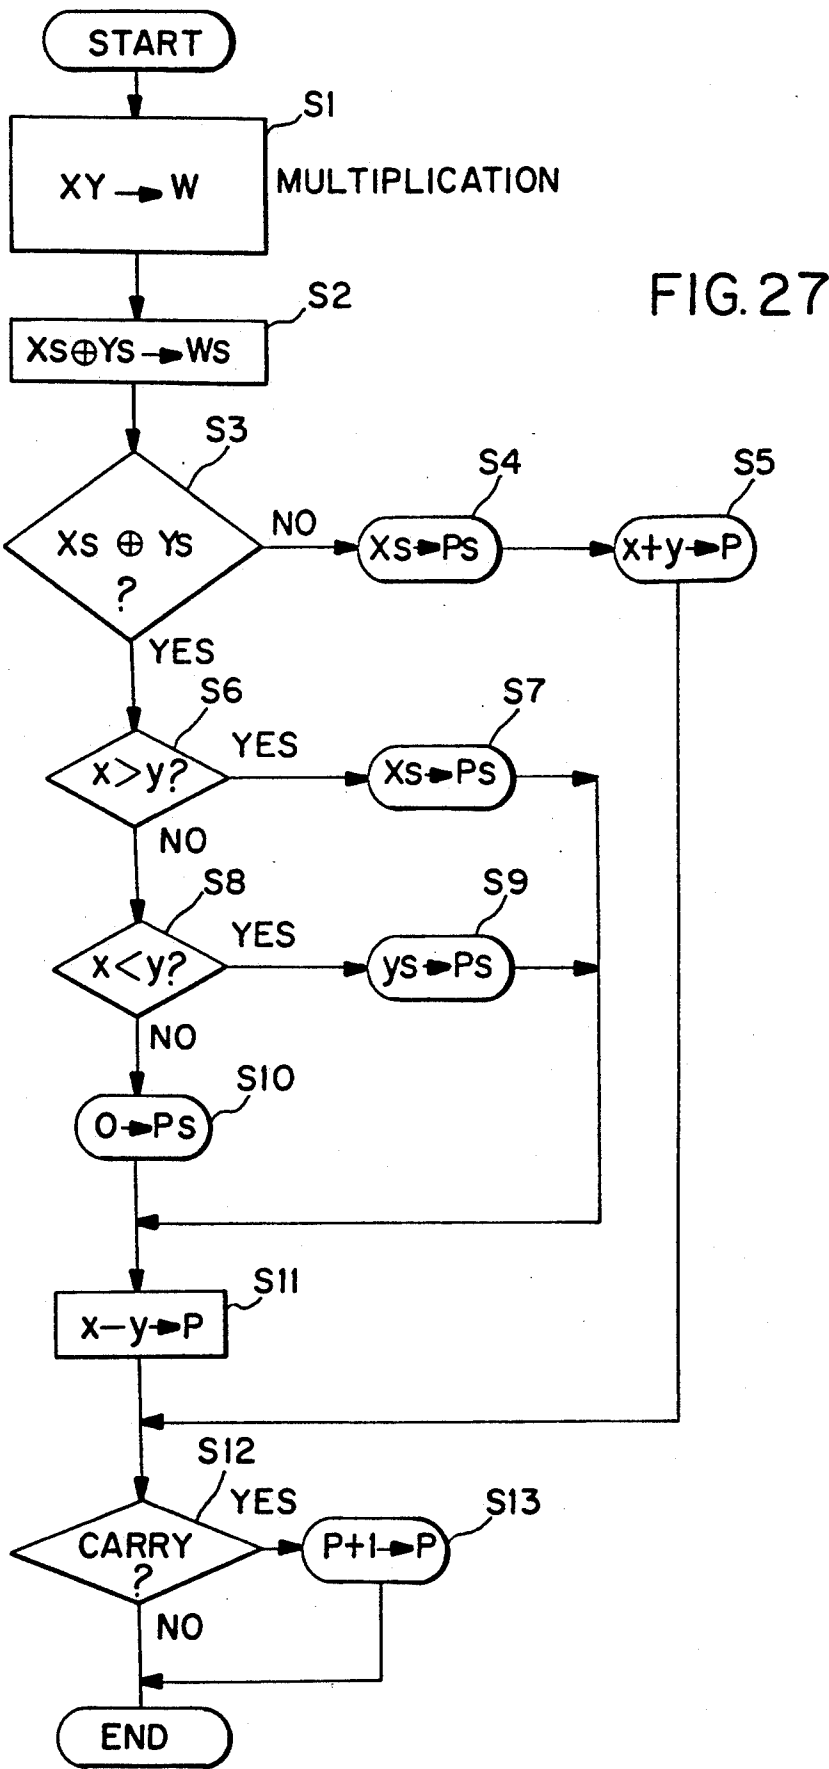 START
S1
XY → W
MULTIPLICATION
FIG. 27
S2
Xs⊕Ys → Ws
S3
Xs ⊕ Ys
?
NO
S4
Xs→Ps
S5
x+y→P
YES
S6
x>y?
YES
S7
Xs→Ps
NO
S8
x<y?
YES
S9
ys→Ps
NO
S10
O→Ps
S11
x−y→P
S12
CARRY
?
YES
S13
P+1→P
NO
END